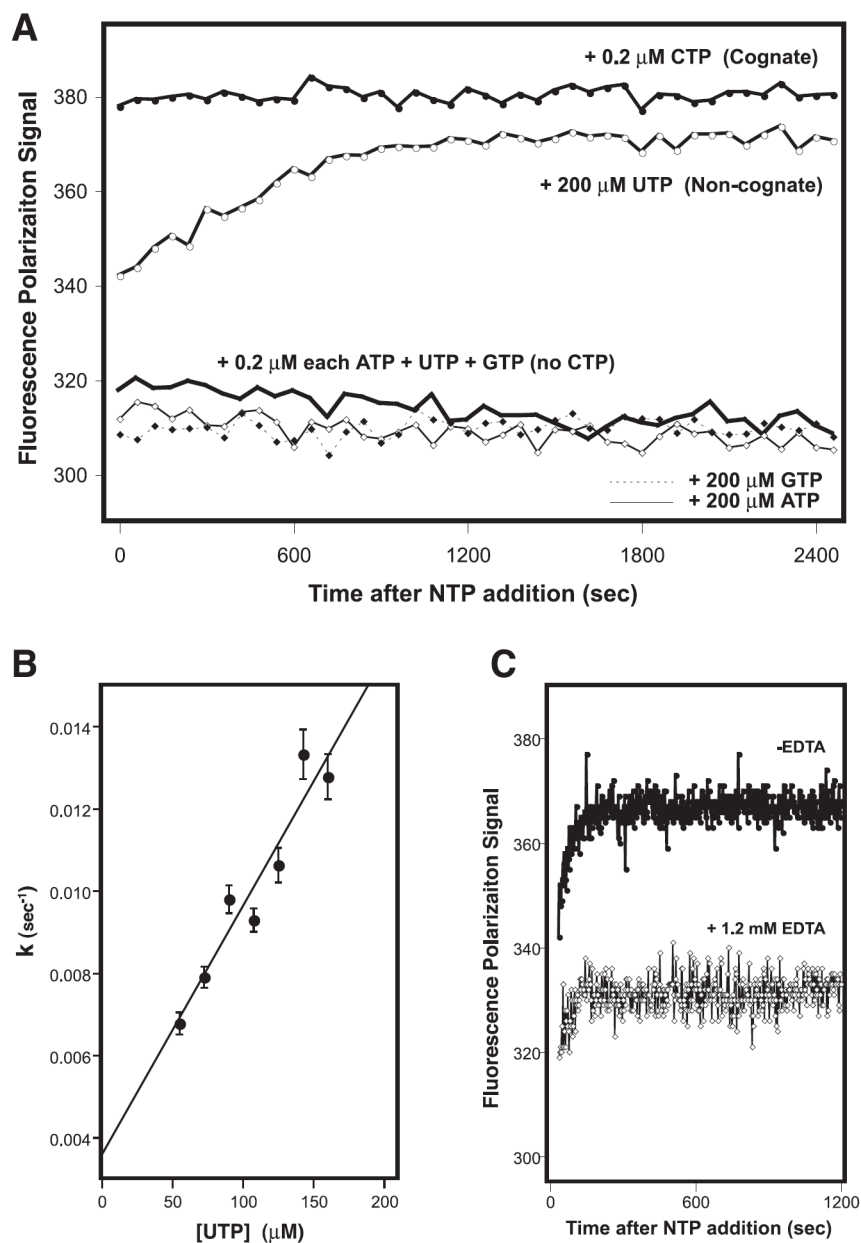 A
+ 0.2 μM CTP (Cognate)
+ 200 μM UTP (Non-cognate)
+ 0.2 μM each ATP + UTP + GTP (no CTP)
+ 200 μM GTP
+ 200 μM ATP
Fluorescence Polarizaiton Signal
380
360
340
320
300
0 600 1200 1800 2400
Time after NTP addition (sec)
B
k (sec⁻¹)
0.014
0.012
0.010
0.008
0.006
0.004
0 50 100 150 200
[UTP] (μM)
C
-EDTA
+ 1.2 mM EDTA
Fluorescence Polarizaiton Signal
380
360
340
320
300
0 600 1200
Time after NTP addition (sec)